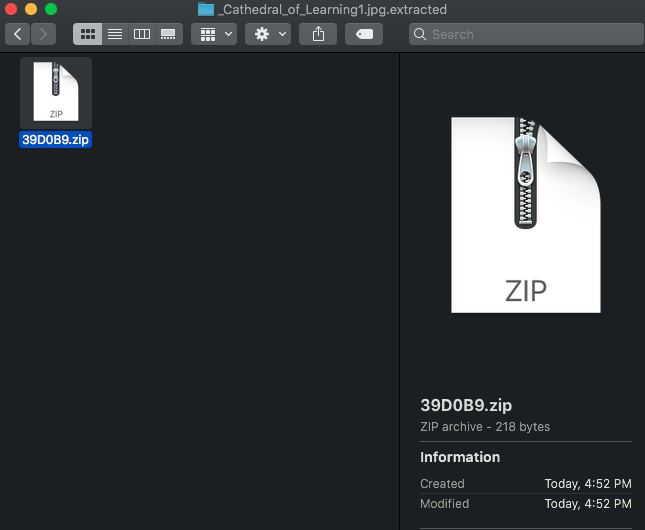 _Cathedral_of_Learning1.jpg.extracted
Search
ZIP
39D0B9.zip
ZIP
39D0B9.zip
ZIP archive - 218 bytes
Information
Created Today, 4:52 PM
Modified Today, 4:52 PM